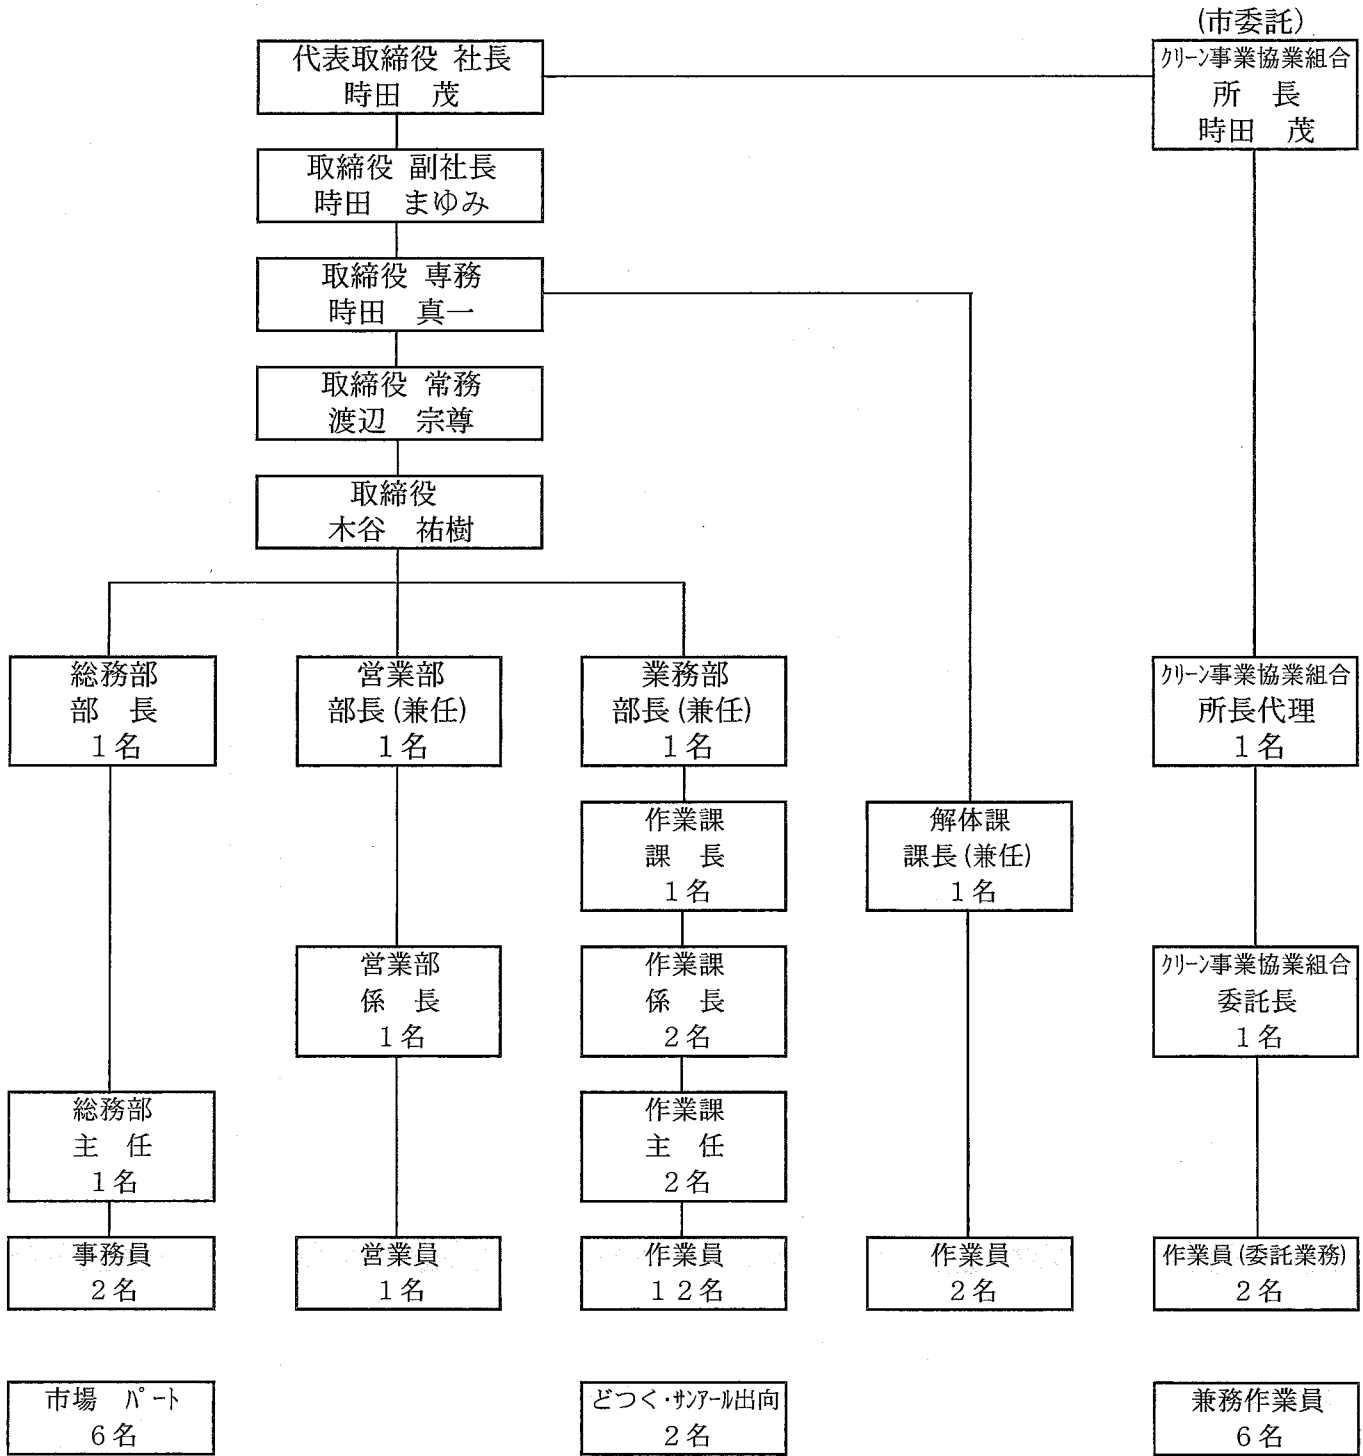 (市委託)
代表取締役 社長
時田　茂
クリーン事業協業組合
所　長
時田　茂
取締役 副社長
時田　まゆみ
取締役 専務
時田　真一
取締役 常務
渡辺　宗尊
取締役
木谷　祐樹
総務部
部　長
１名
営業部
部長(兼任)
１名
業務部
部長(兼任)
１名
クリーン事業協業組合
所長代理
１名
作業課
課　長
１名
解体課
課長(兼任)
１名
営業部
係　長
１名
作業課
係　長
２名
クリーン事業協業組合
委託長
１名
総務部
主　任
１名
作業課
主　任
２名
事務員
２名
営業員
１名
作業員
１２名
作業員
２名
作業員(委託業務)
２名
市場　パート
６名
どつく・サンアール出向
２名
兼務作業員
６名